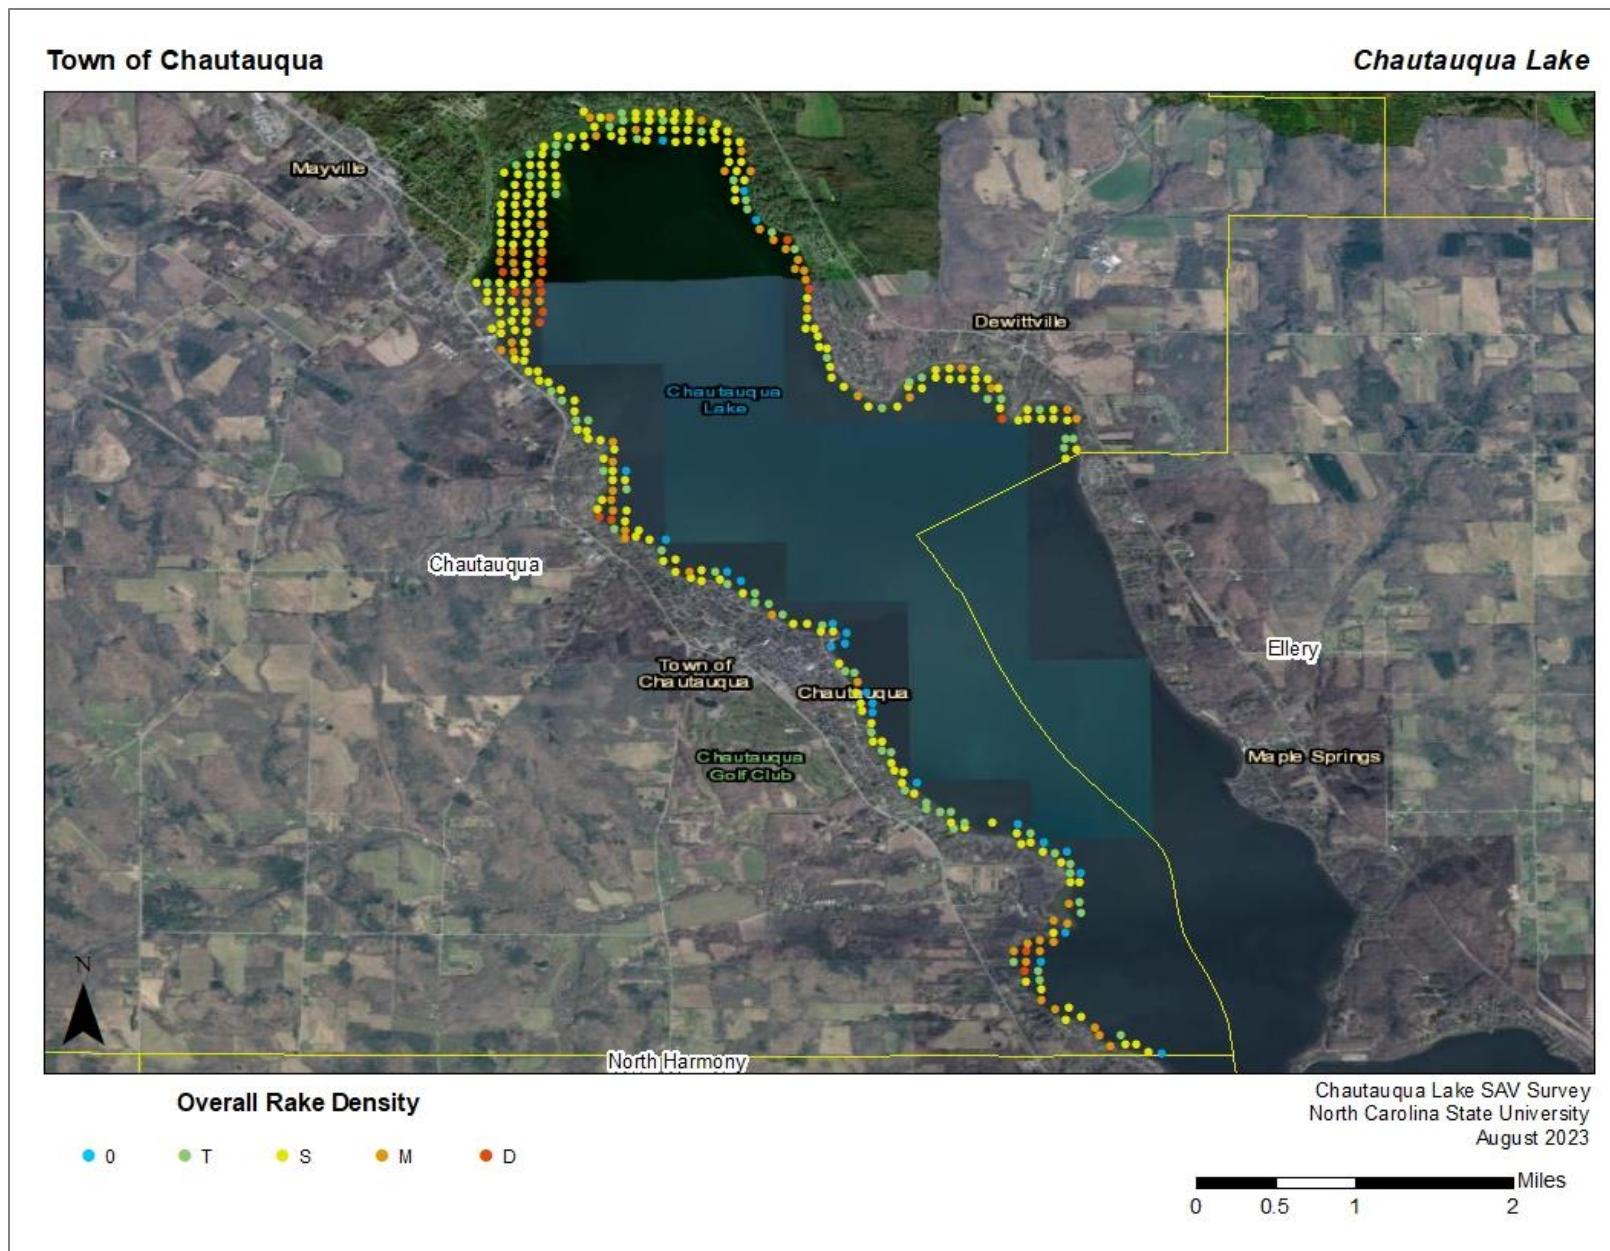 Town of Chautauqua
Chautauqua Lake
Mayville
Dewittville
Chautauqua
Lake
Chautauqua
Ellery
Town of
Chautauqua
Chautauqua
Maple Springs
Chautauqua
Golf Club
N
North Harmony
Overall Rake Density
0 T S M D
Chautauqua Lake SAV Survey
North Carolina State University
August 2023
Miles
0 0.5 1 2